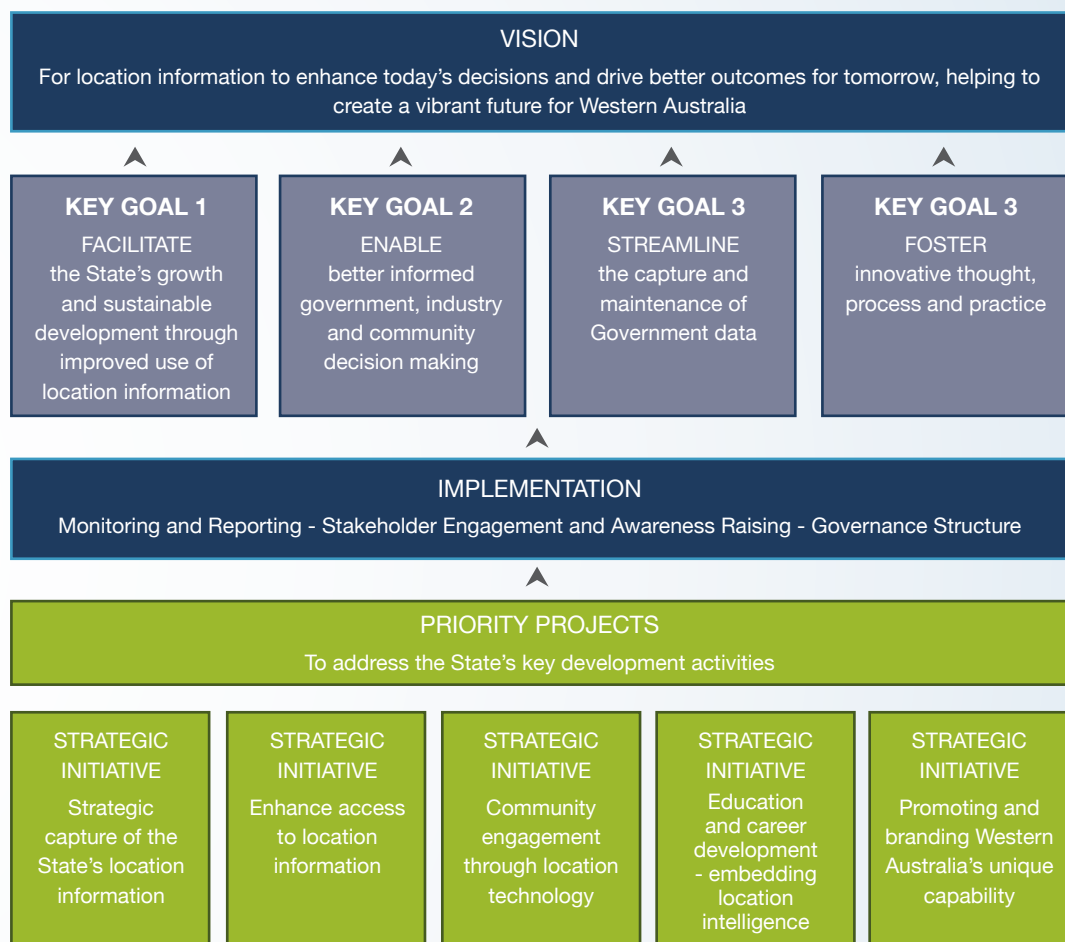 VISION
For location information to enhance today's decisions and drive better outcomes for tomorrow, helping to
create a vibrant future for Western Australia
KEY GOAL 1
FACILITATE
the State's growth
and sustainable
development through
improved use of
location information
KEY GOAL 2
ENABLE
better informed
government, industry
and community
decision making
KEY GOAL 3
STREAMLINE
the capture and
maintenance of
Government data
KEY GOAL 3
FOSTER
innovative thought,
process and practice
IMPLEMENTATION
Monitoring and Reporting - Stakeholder Engagement and Awareness Raising - Governance Structure
PRIORITY PROJECTS
To address the State's key development activities
STRATEGIC
INITIATIVE
Strategic
capture of the
State's location
information
STRATEGIC
INITIATIVE
Enhance access
to location
information
STRATEGIC
INITIATIVE
Community
engagement
through location
technology
STRATEGIC
INITIATIVE
Education
and career
development
- embedding
location
intelligence
STRATEGIC
INITIATIVE
Promoting and
branding Western
Australia's unique
capability